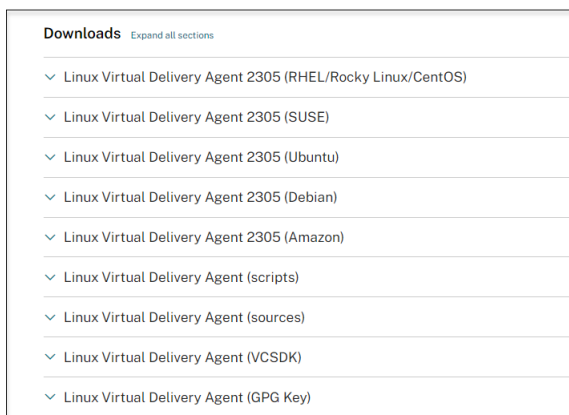 Downloads Expand all sections
Linux Virtual Delivery Agent 2305 (RHEL/Rocky Linux/CentOS)
Linux Virtual Delivery Agent 2305 (SUSE)
Linux Virtual Delivery Agent 2305 (Ubuntu)
Linux Virtual Delivery Agent 2305 (Debian)
Linux Virtual Delivery Agent 2305 (Amazon)
Linux Virtual Delivery Agent (scripts)
Linux Virtual Delivery Agent (sources)
Linux Virtual Delivery Agent (VCSDK)
Linux Virtual Delivery Agent (GPG Key)